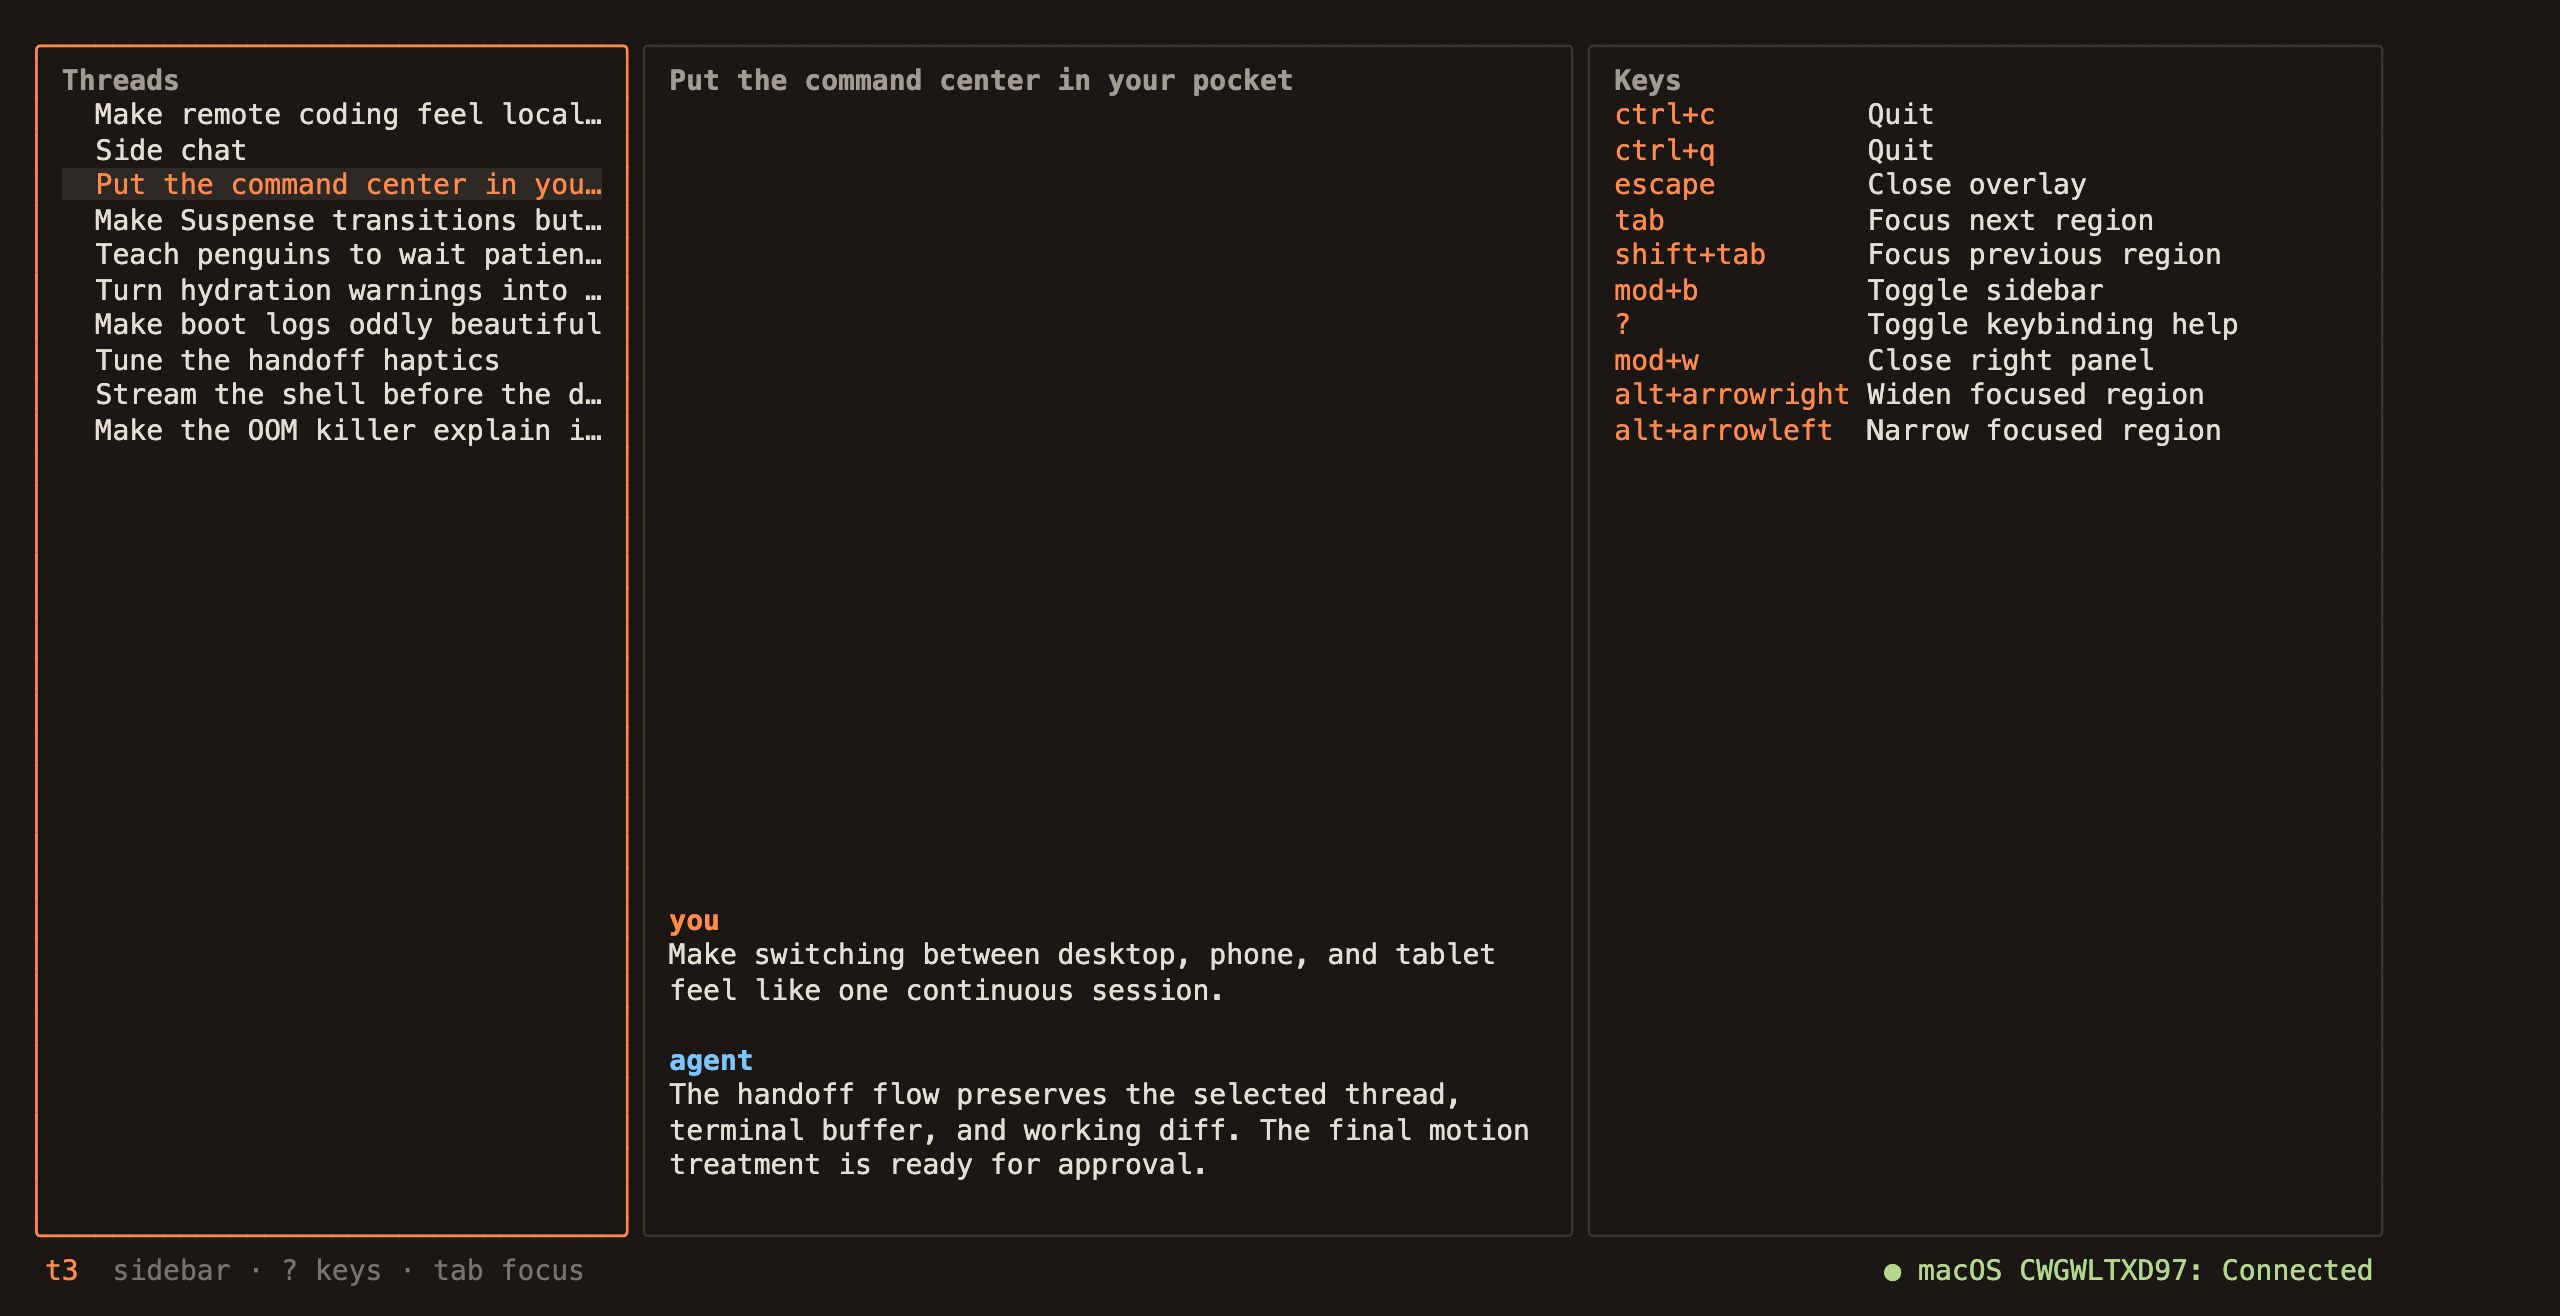 Threads
Make remote coding feel local…
Side chat
Put the command center in you…
Make Suspense transitions but…
Teach penguins to wait patien…
Turn hydration warnings into …
Make boot logs oddly beautiful
Tune the handoff haptics
Stream the shell before the d…
Make the OOM killer explain i…
Put the command center in your pocket
you
Make switching between desktop, phone, and tablet
feel like one continuous session.
agent
The handoff flow preserves the selected thread,
terminal buffer, and working diff. The final motion
treatment is ready for approval.
Keys
ctrl+c Quit
ctrl+q Quit
escape Close overlay
tab Focus next region
shift+tab Focus previous region
mod+b Toggle sidebar
? Toggle keybinding help
mod+w Close right panel
alt+arrowright Widen focused region
alt+arrowleft Narrow focused region
t3 sidebar · ? keys · tab focus
● macOS CWGWLTXD97: Connected